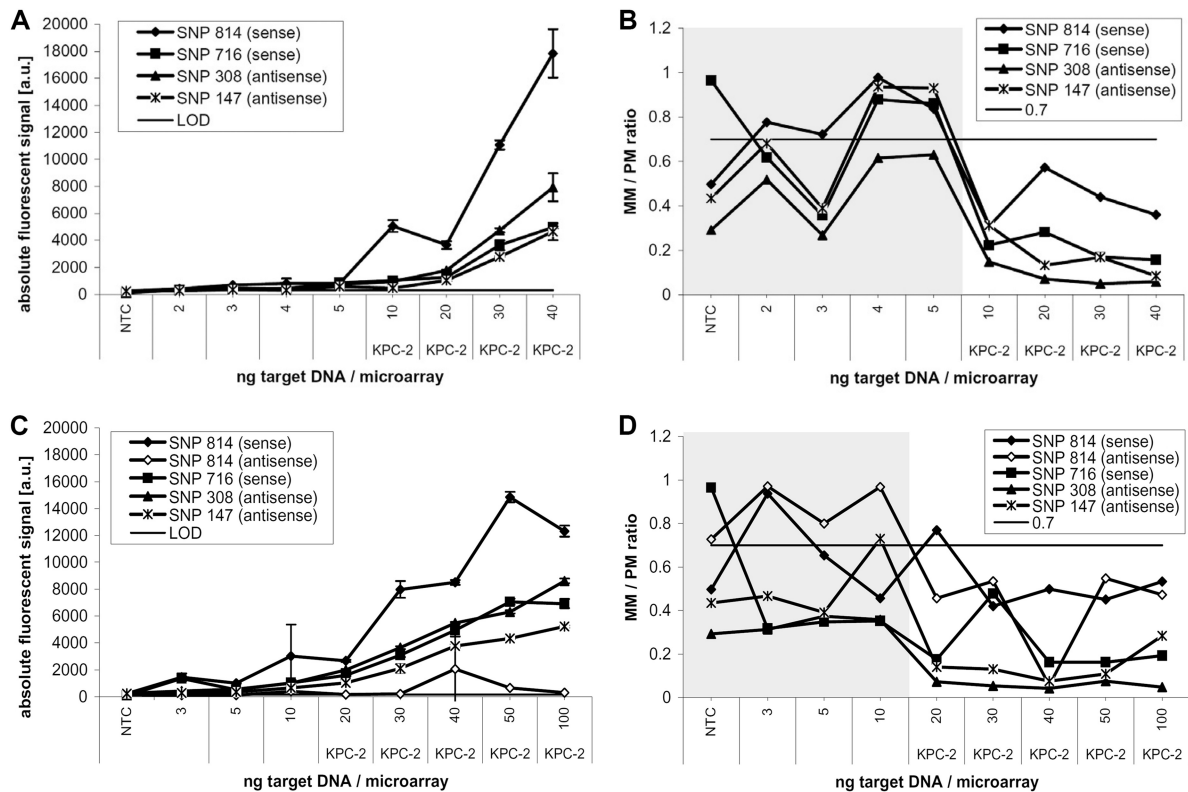 A
absolute fluorescent signal [a.u.]
20000
18000
16000
14000
12000
10000
8000
6000
4000
2000
0
SNP 814 (sense)
SNP 716 (sense)
SNP 308 (antisense)
SNP 147 (antisense)
LOD
NTC 2 3 4 5 10 20 30 40
KPC-2 KPC-2 KPC-2 KPC-2
ng target DNA / microarray
B
MM / PM ratio
1.2
1
0.8
0.6
0.4
0.2
0
SNP 814 (sense)
SNP 716 (sense)
SNP 308 (antisense)
SNP 147 (antisense)
0.7
NTC 2 3 4 5 10 20 30 40
KPC-2 KPC-2 KPC-2 KPC-2
ng target DNA / microarray
C
absolute fluorescent signal [a.u.]
20000
18000
16000
14000
12000
10000
8000
6000
4000
2000
0
SNP 814 (sense)
SNP 814 (antisense)
SNP 716 (sense)
SNP 308 (antisense)
SNP 147 (antisense)
LOD
NTC 3 5 10 20 30 40 50 100
KPC-2 KPC-2 KPC-2 KPC-2 KPC-2
ng target DNA / microarray
D
MM / PM ratio
1.2
1
0.8
0.6
0.4
0.2
0
SNP 814 (sense)
SNP 814 (antisense)
SNP 716 (sense)
SNP 308 (antisense)
SNP 147 (antisense)
0.7
NTC 3 5 10 20 30 40 50 100
KPC-2 KPC-2 KPC-2 KPC-2 KPC-2
ng target DNA / microarray